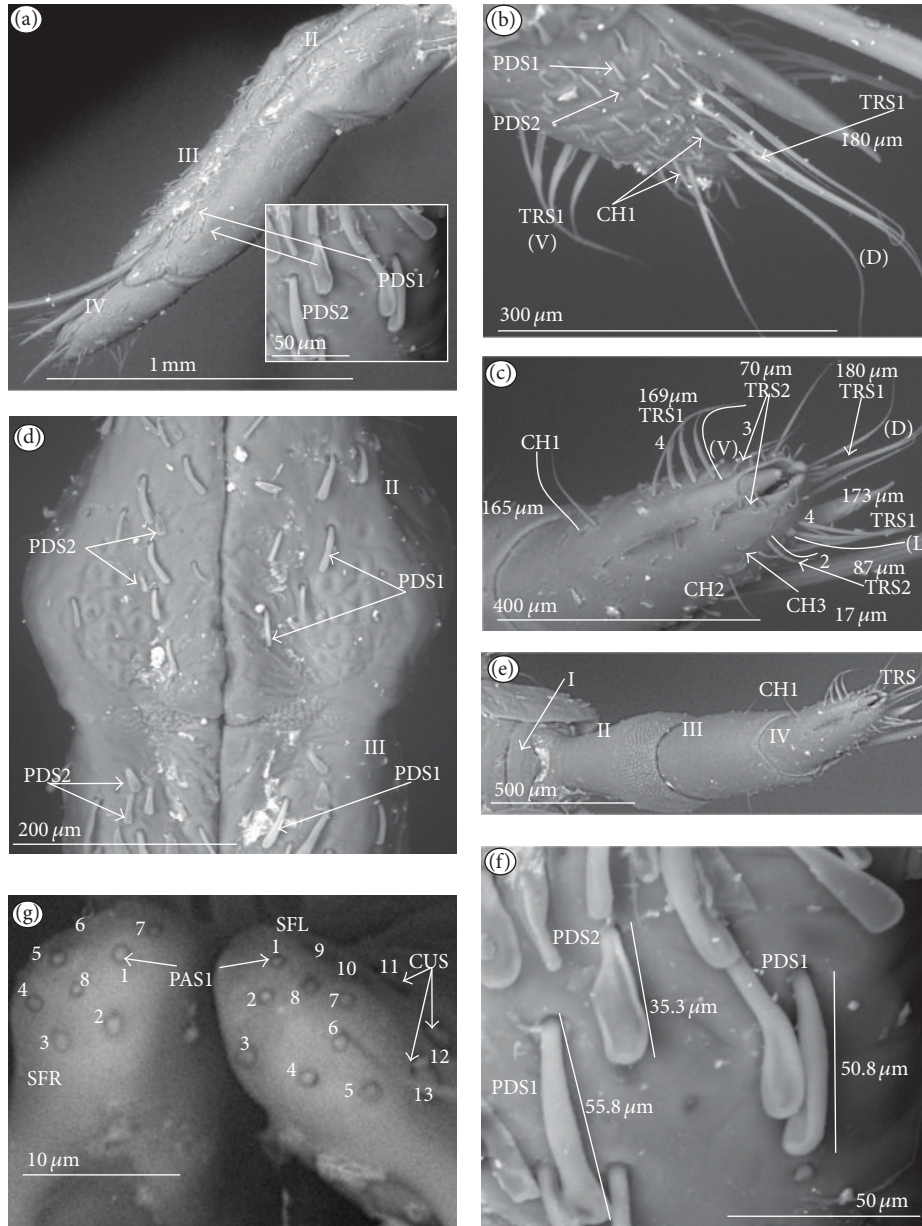 (a)
II
III
PDS1
PDS2
IV
50 μm
1 mm
(b)
PDS1
PDS2
TRS1
180 μm
TRS1
(V)
CH1
(D)
300 μm
(c)
70 μm
TRS2
180 μm
TRS1
169 μm
TRS1
4
3
(V)
(D)
CH1
165 μm
173 μm
4
TRS1
(L
2
87 μm
TRS2
CH2
CH3
17 μm
400 μm
(d)
II
PDS2
PDS1
III
PDS2
PDS1
200 μm
(e)
I
II
III
CH1
IV
TRS
500 μm
(f)
PDS2
PDS1
35.3 μm
50.8 μm
PDS1
55.8 μm
50 μm
(g)
6
7
5
1
4
8
2
3
SFR
PAS1
SFL
1
9
10
11
CUS
2
8
7
3
6
12
4
5
13
10 μm